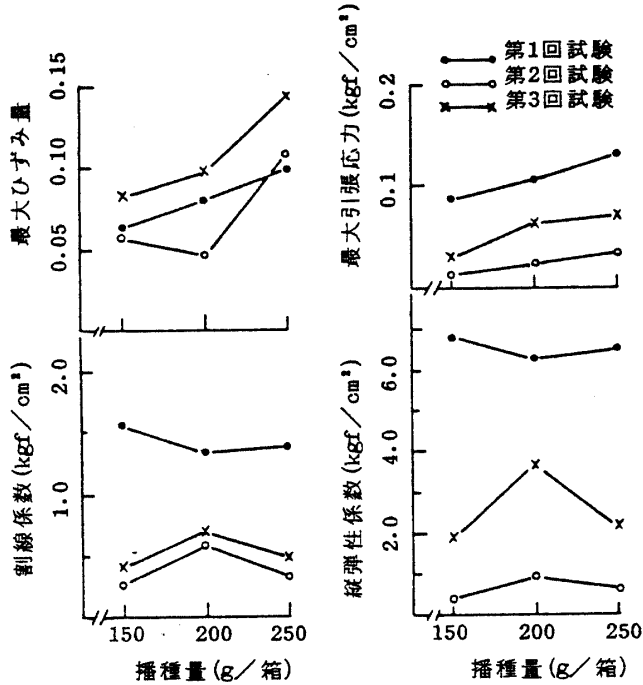 第1回試験
第2回試験
第3回試験
最大ひずみ量
0.15
0.10
0.05
最大引張応力(kgf/cm²)
0.2
0.1
割線係数(kgf/cm²)
2.0
1.0
150 200 250
播種量(g/箱)
縦弾性係数(kgf/cm²)
6.0
4.0
2.0
150 200 250
播種量(g/箱)